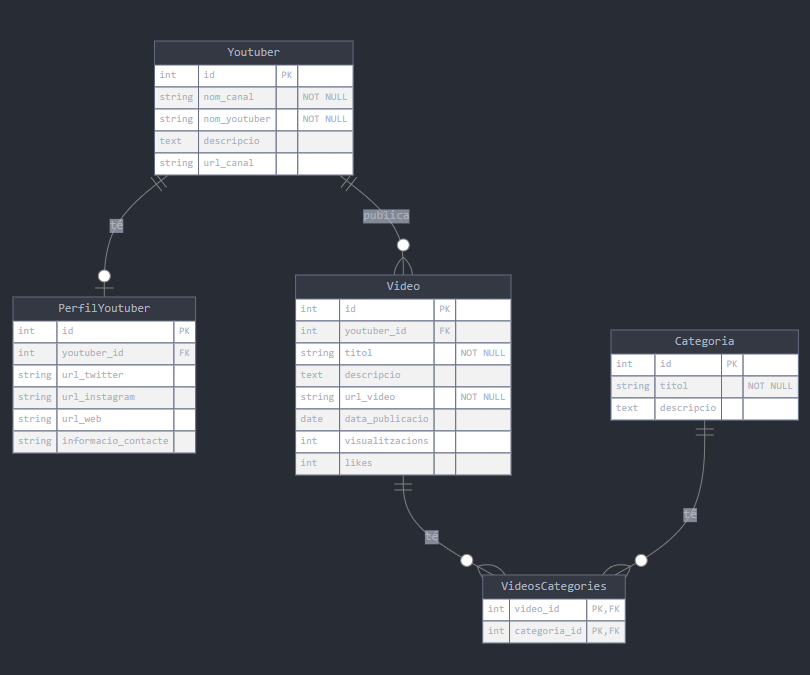 Youtuber
int id PK
string nom_canal NOT NULL
string nom_youtuber NOT NULL
text descripcio
string url_canal
té
publica
PerfilYoutuber
int id PK
int youtuber_id FK
string url_twitter
string url_instagram
string url_web
string informacio_contacte
Video
int id PK
int youtuber_id FK
string titol NOT NULL
text descripcio
string url_video NOT NULL
date data_publicacio
int visualitzacions
int likes
Categoria
int id PK
string titol NOT NULL
text descripcio
té
té
VideosCategories
int video_id PK,FK
int categoria_id PK,FK